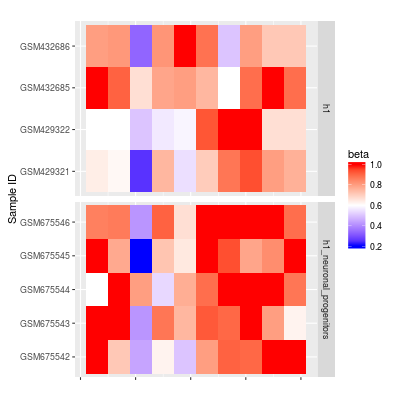 Sample ID
GSM432686
GSM432685
GSM429322
GSM429321
h1
GSM675546
GSM675545
GSM675544
GSM675543
GSM675542
h1_neuronal_progenitors
beta
1.0
0.8
0.6
0.4
0.2